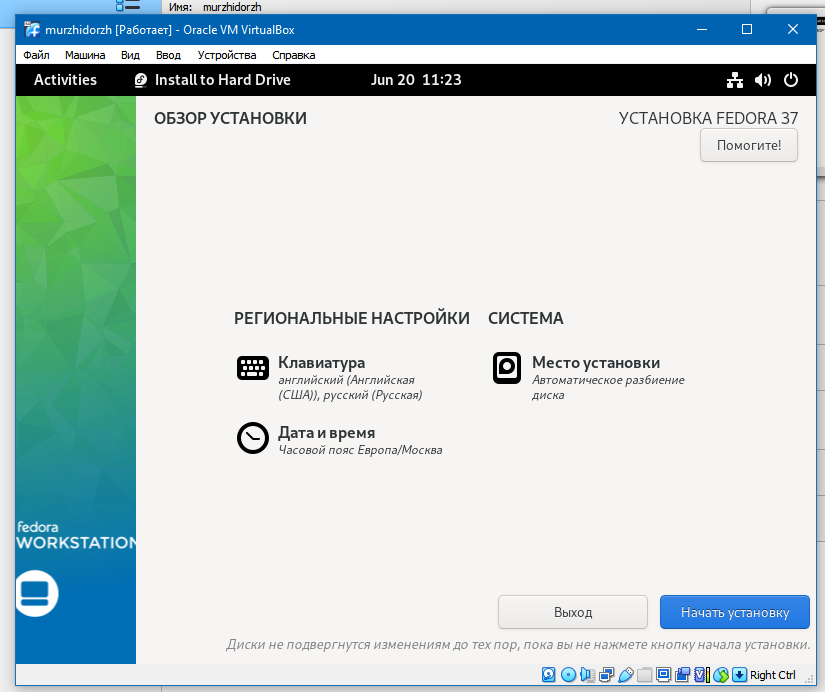 Имя: murzhidorzh
murzhidorzh [Работает] - Oracle VM VirtualBox
Файл Машина Вид Ввод Устройства Справка
Activities Install to Hard Drive Jun 20 11:23
ОБЗОР УСТАНОВКИ
УСТАНОВКА FEDORA 37
Помогите!
РЕГИОНАЛЬНЫЕ НАСТРОЙКИ
Клавиатура
английский (Английская
(США)), русский (Русская)
Дата и время
Часовой пояс Европа/Москва
СИСТЕМА
Место установки
Автоматическое разбиение
диска
fedora
WORKSTATION
Выход
Начать установку
Диски не подвергнутся изменениям до тех пор, пока вы не нажмете кнопку начала установки.
Right Ctrl